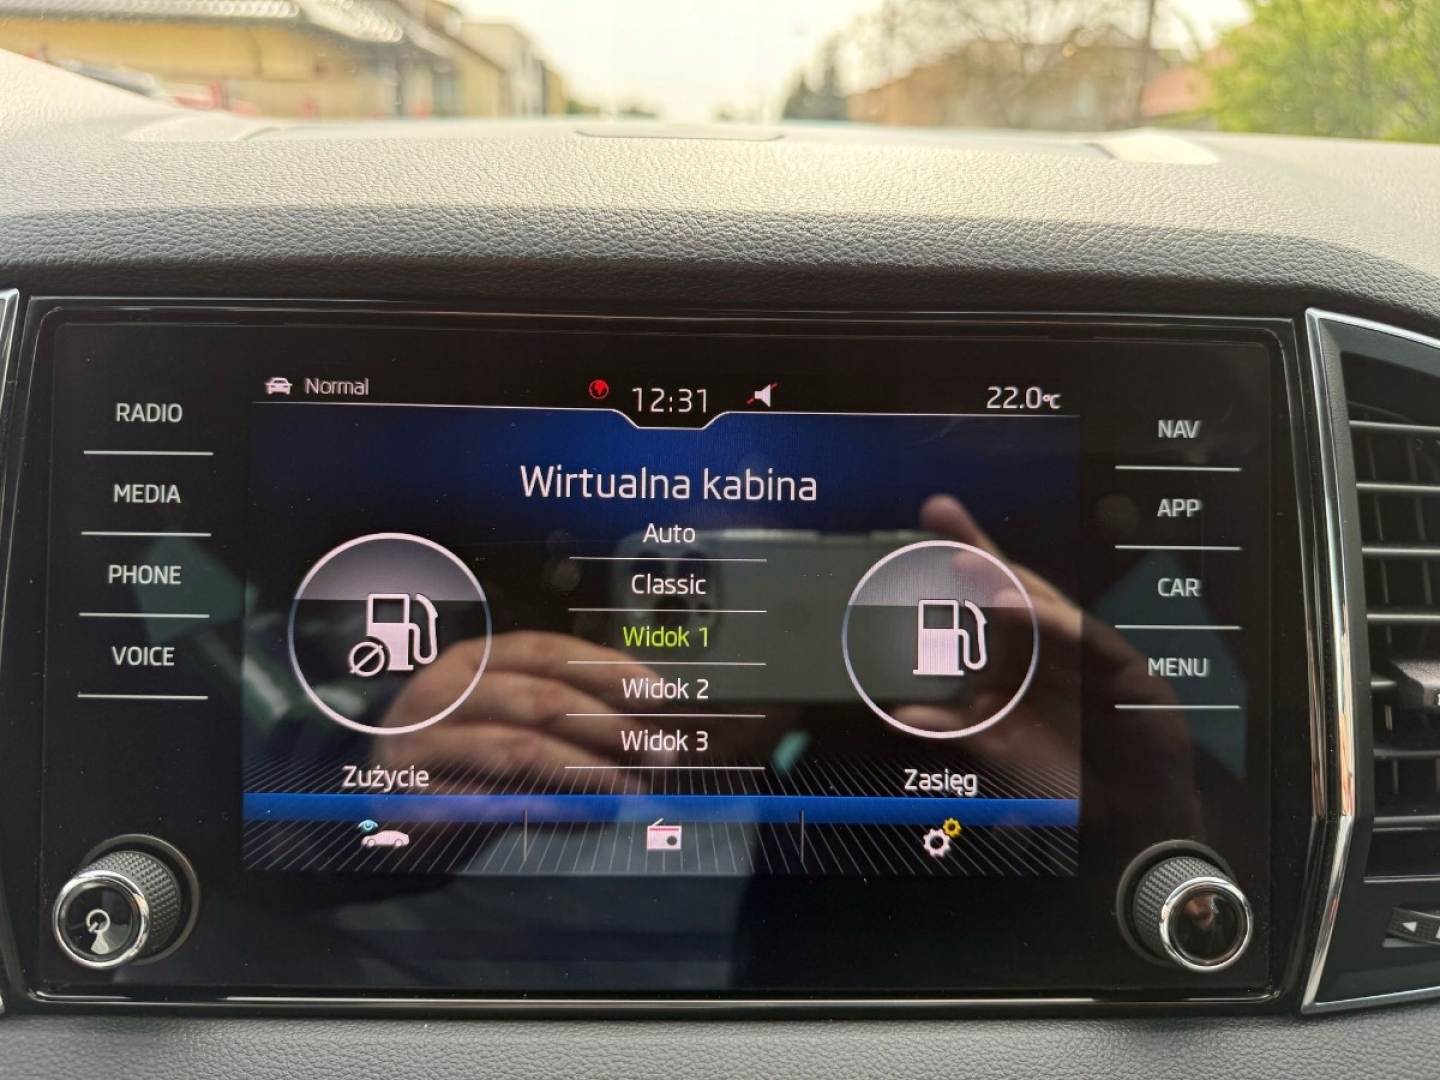 Normal
12:31
22.0°C
RADIO
MEDIA
PHONE
VOICE
Wirtualna kabina
Auto
Classic
Widok 1
Widok 2
Widok 3
Zużycie
Zasięg
NAV
APP
CAR
MENU